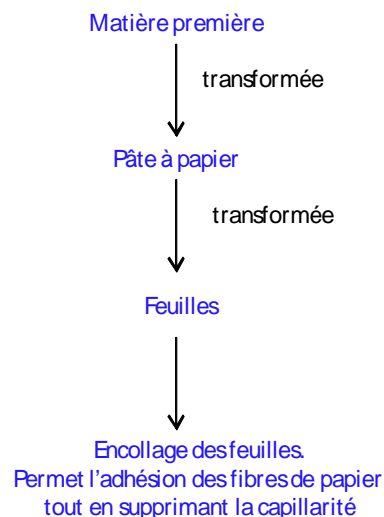 Matière première
transformée
Pâte à papier
transformée
Feuilles
Encollage des feuilles.
Permet l'adhésion des fibres de papier
tout en supprimant la capillarité